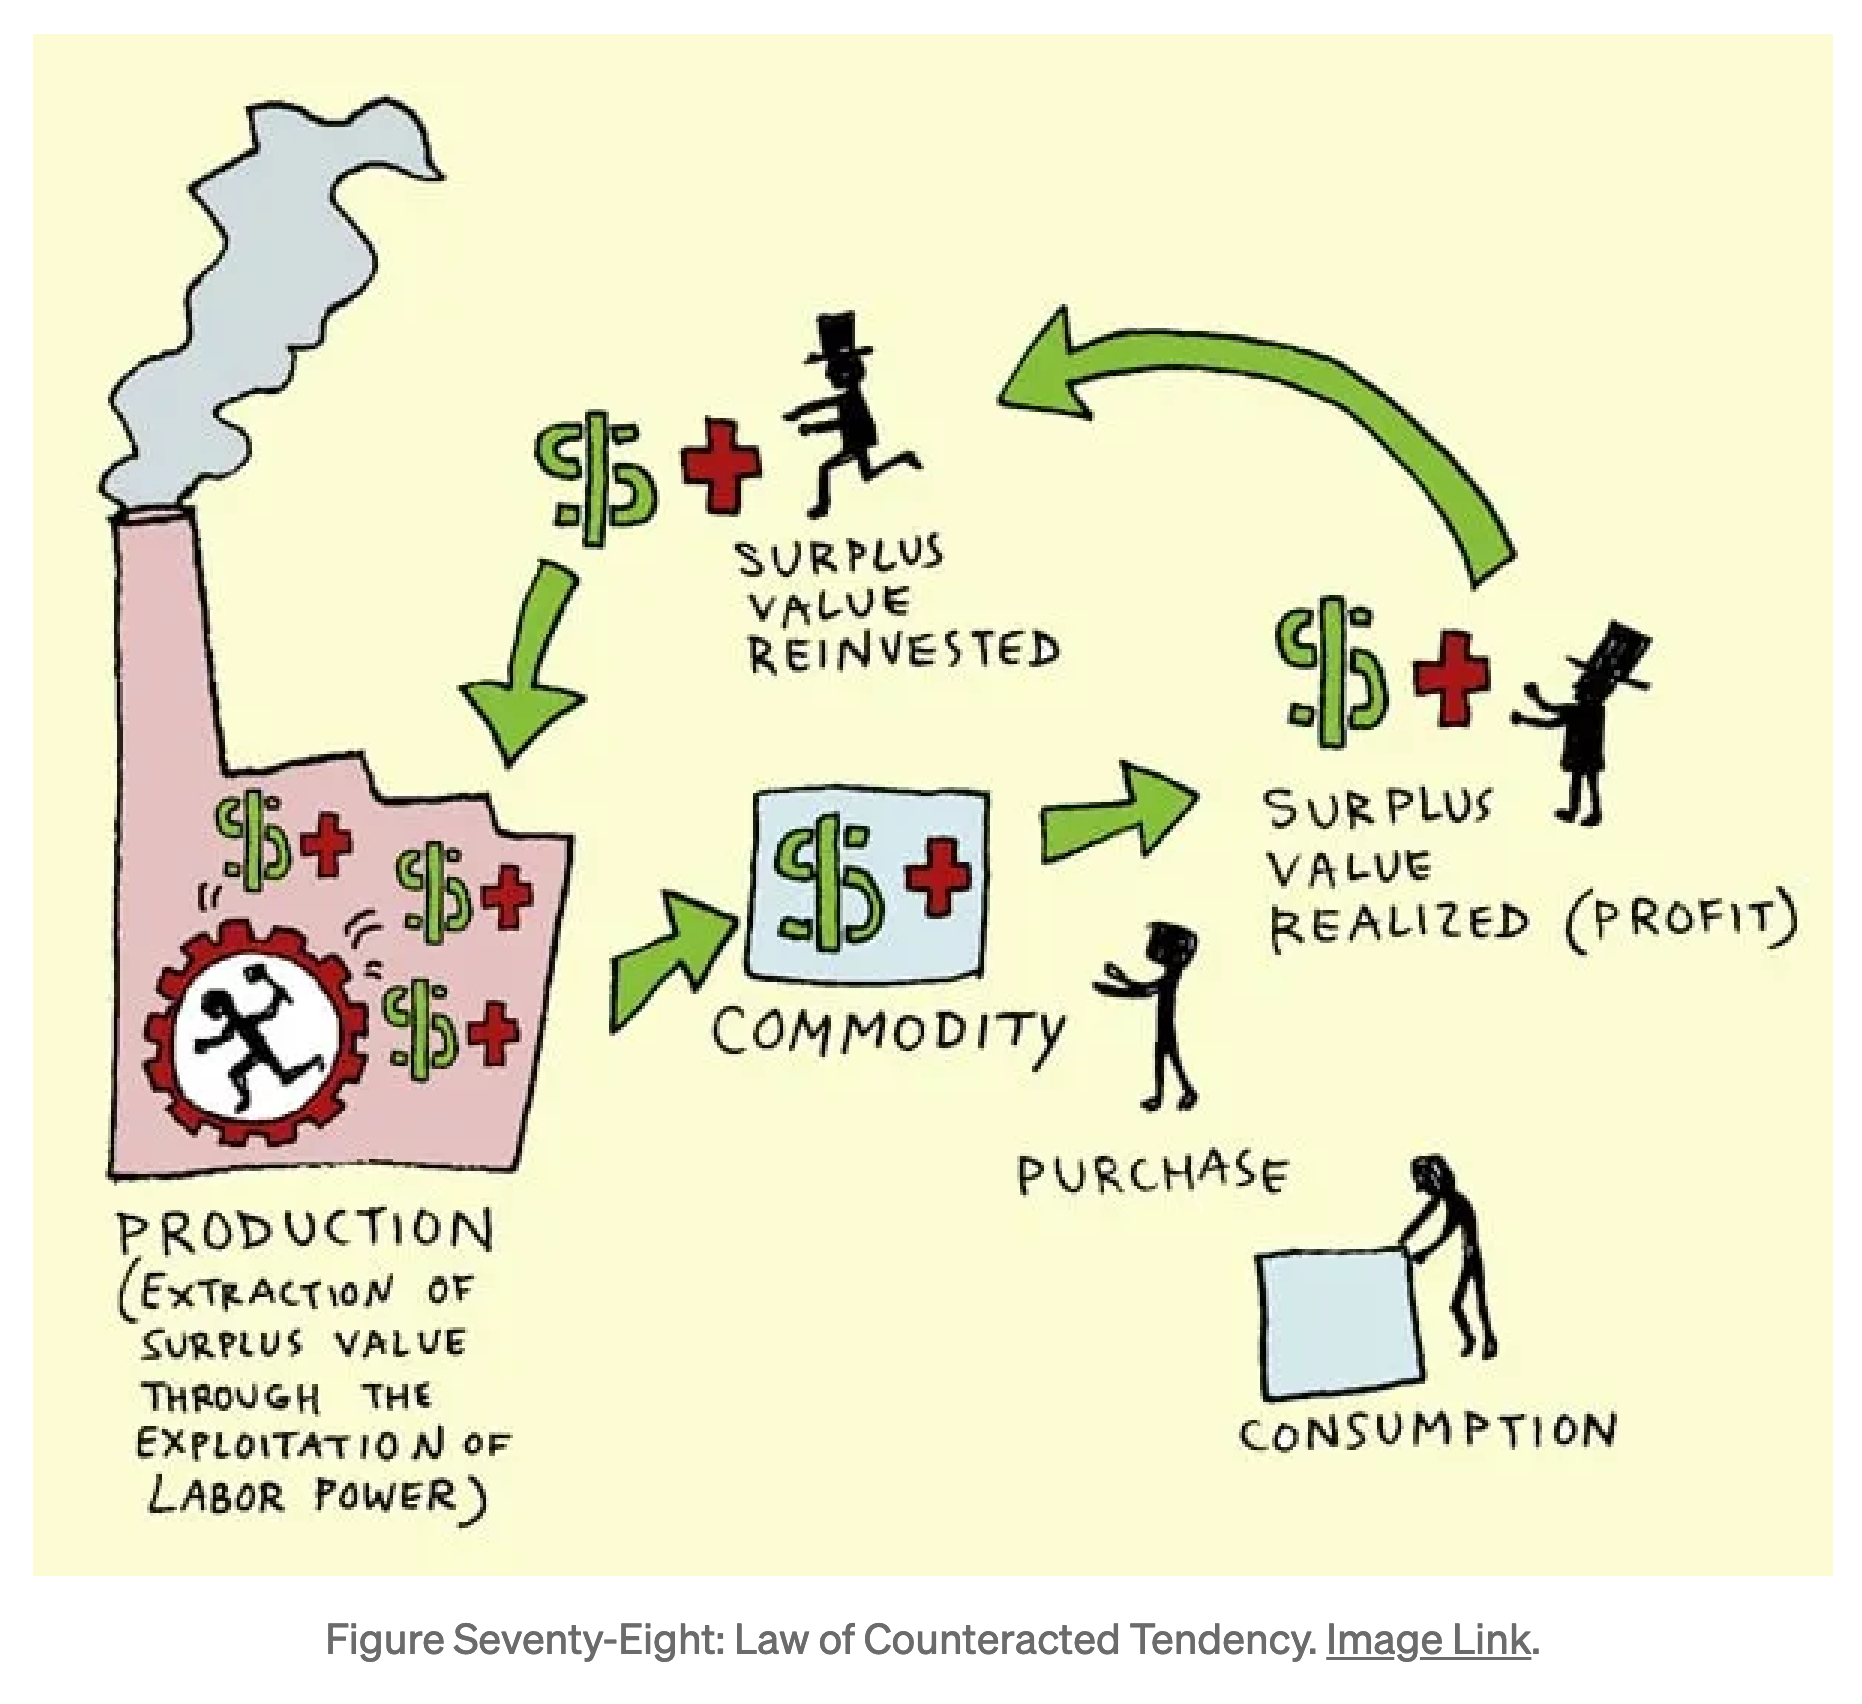 SURPLUS
VALUE
REINVESTED
SURPLUS
VALUE
REALIZED (PROFIT)
COMMODITY
PURCHASE
CONSUMPTION
PRODUCTION
(EXTRACTION OF
SURPLUS VALUE
THROUGH THE
EXPLOITATION OF
LABOR POWER)
Figure Seventy-Eight: Law of Counteracted Tendency. Image Link.